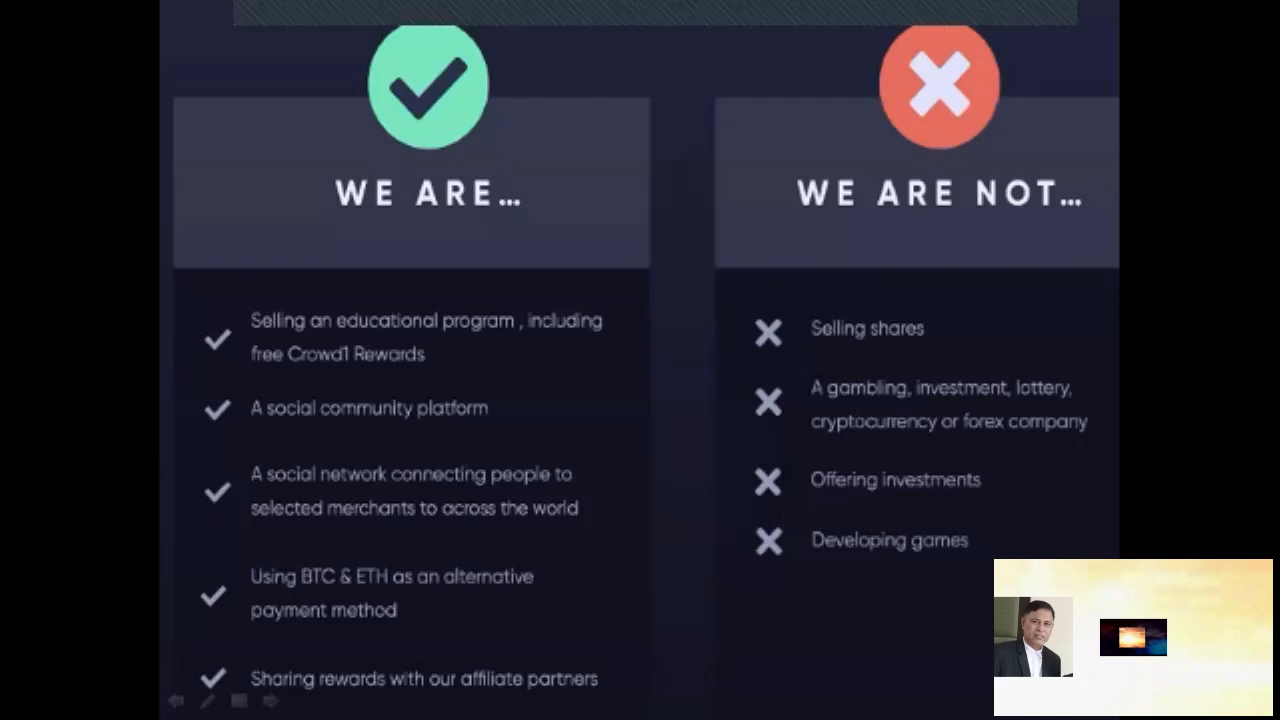 WE ARE...
Selling an educational program , including
free Crowd1 Rewards
A social community platform
A social network connecting people to
selected merchants to across the world
Using BTC & ETH as an alternative
payment method
Sharing rewards with our affiliate partners
WE ARE NOT...
Selling shares
A gambling, investment, lottery,
cryptocurrency or forex company
Offering investments
Developing games